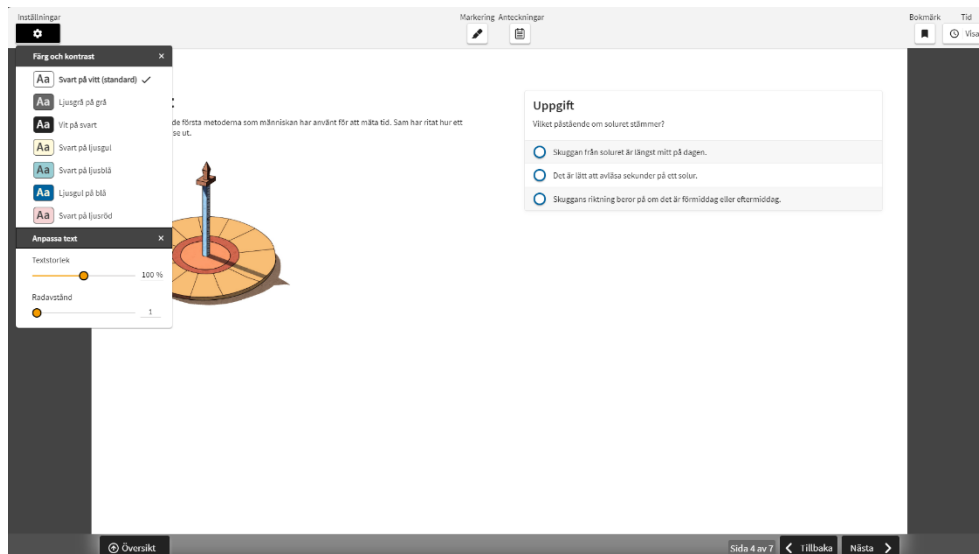 Inställningar
Markering Anteckningar
Bokmärk Tid
Visa
Färg och kontrast ×
Aa Svart på vitt (standard)
Aa Ljusgrå på grå
Aa Vit på svart
Aa Svart på ljusgul
Aa Svart på ljusblå
Aa Ljusgul på blå
Aa Svart på ljusröd
Anpassa text ×
Textstorlek
100 %
Radavstånd
1
:
de första metoderna som människan har använt för att mäta tid. Sam har ritat hur ett
se ut.
Uppgift
Vilket påstående om soluret stämmer?
Skuggan från soluret är längst mitt på dagen.
Det är lätt att avläsa sekunder på ett solur.
Skuggans riktning beror på om det är förmiddag eller eftermiddag.
Översikt
Sida 4 av 7
Tillbaka
Nästa